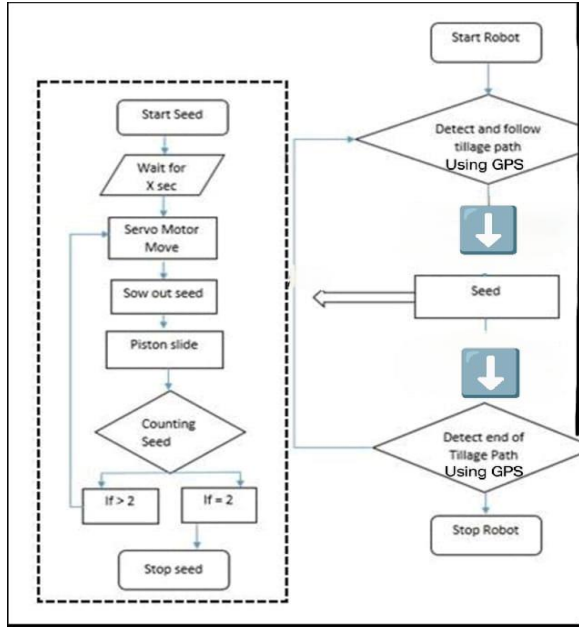 Start Robot
Detect and follow
tillage path
Using GPS
Seed
Detect end of
Tillage Path
Using GPS
Stop Robot
Start Seed
Wait for
X sec
Servo Motor
Move
Sow out seed
Piston slide
Counting
Seed
If > 2
If = 2
Stop seed